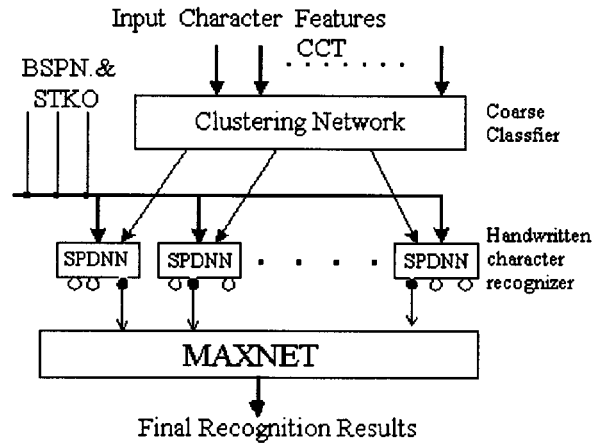 Input Character Features
CCT
BSPN.&
STKO
Clustering Network
Coarse
Classfier
SPDNN
SPDNN
SPDNN
Handwritten
character
recognizer
MAXNET
Final Recognition Results